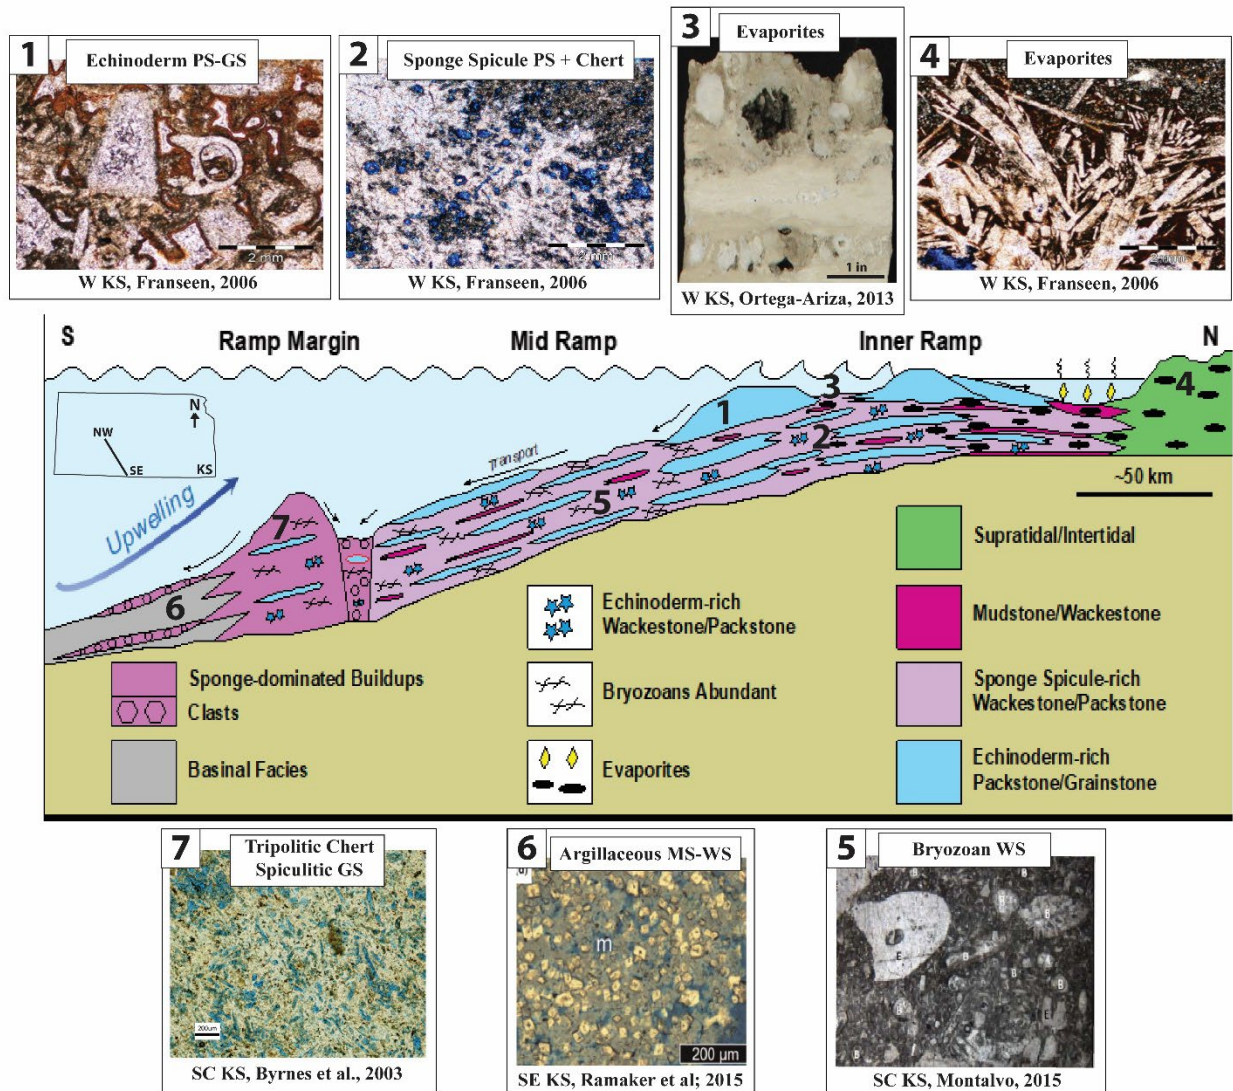 1
Echinoderm PS-GS
2 mm
W KS, Franseen, 2006
2
Sponge Spicule PS + Chert
2 mm
W KS, Franseen, 2006
3
Evaporites
1 in
W KS, Ortega-Ariza, 2013
4
Evaporites
W KS, Franseen, 2006
S
Ramp Margin
Mid Ramp
Inner Ramp
N
N
NW
SE
KS
Upwelling
Transport
1
2
3
4
5
6
7
~50 km
Sponge-dominated Buildups
Clasts
Basinal Facies
Echinoderm-rich
Wackestone/Packstone
Bryozoans Abundant
Evaporites
Supratidal/Intertidal
Mudstone/Wackestone
Sponge Spicule-rich
Wackestone/Packstone
Echinoderm-rich
Packstone/Grainstone
7
Tripolitic Chert
Spiculitic GS
200um
SC KS, Byrnes et al., 2003
6
Argillaceous MS-WS
m
200 µm
SE KS, Ramaker et al; 2015
5
Bryozoan WS
B
B
B
B
E
B
B
B
B
E
B
B
SC KS, Montalvo, 2015